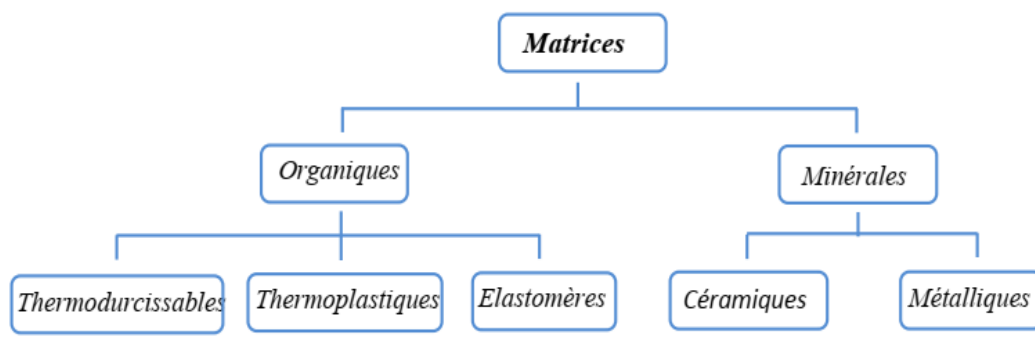 Matrices
Organiques
Minérales
Thermodurcissables
Thermoplastiques
Elastomères
Céramiques
Métalliques